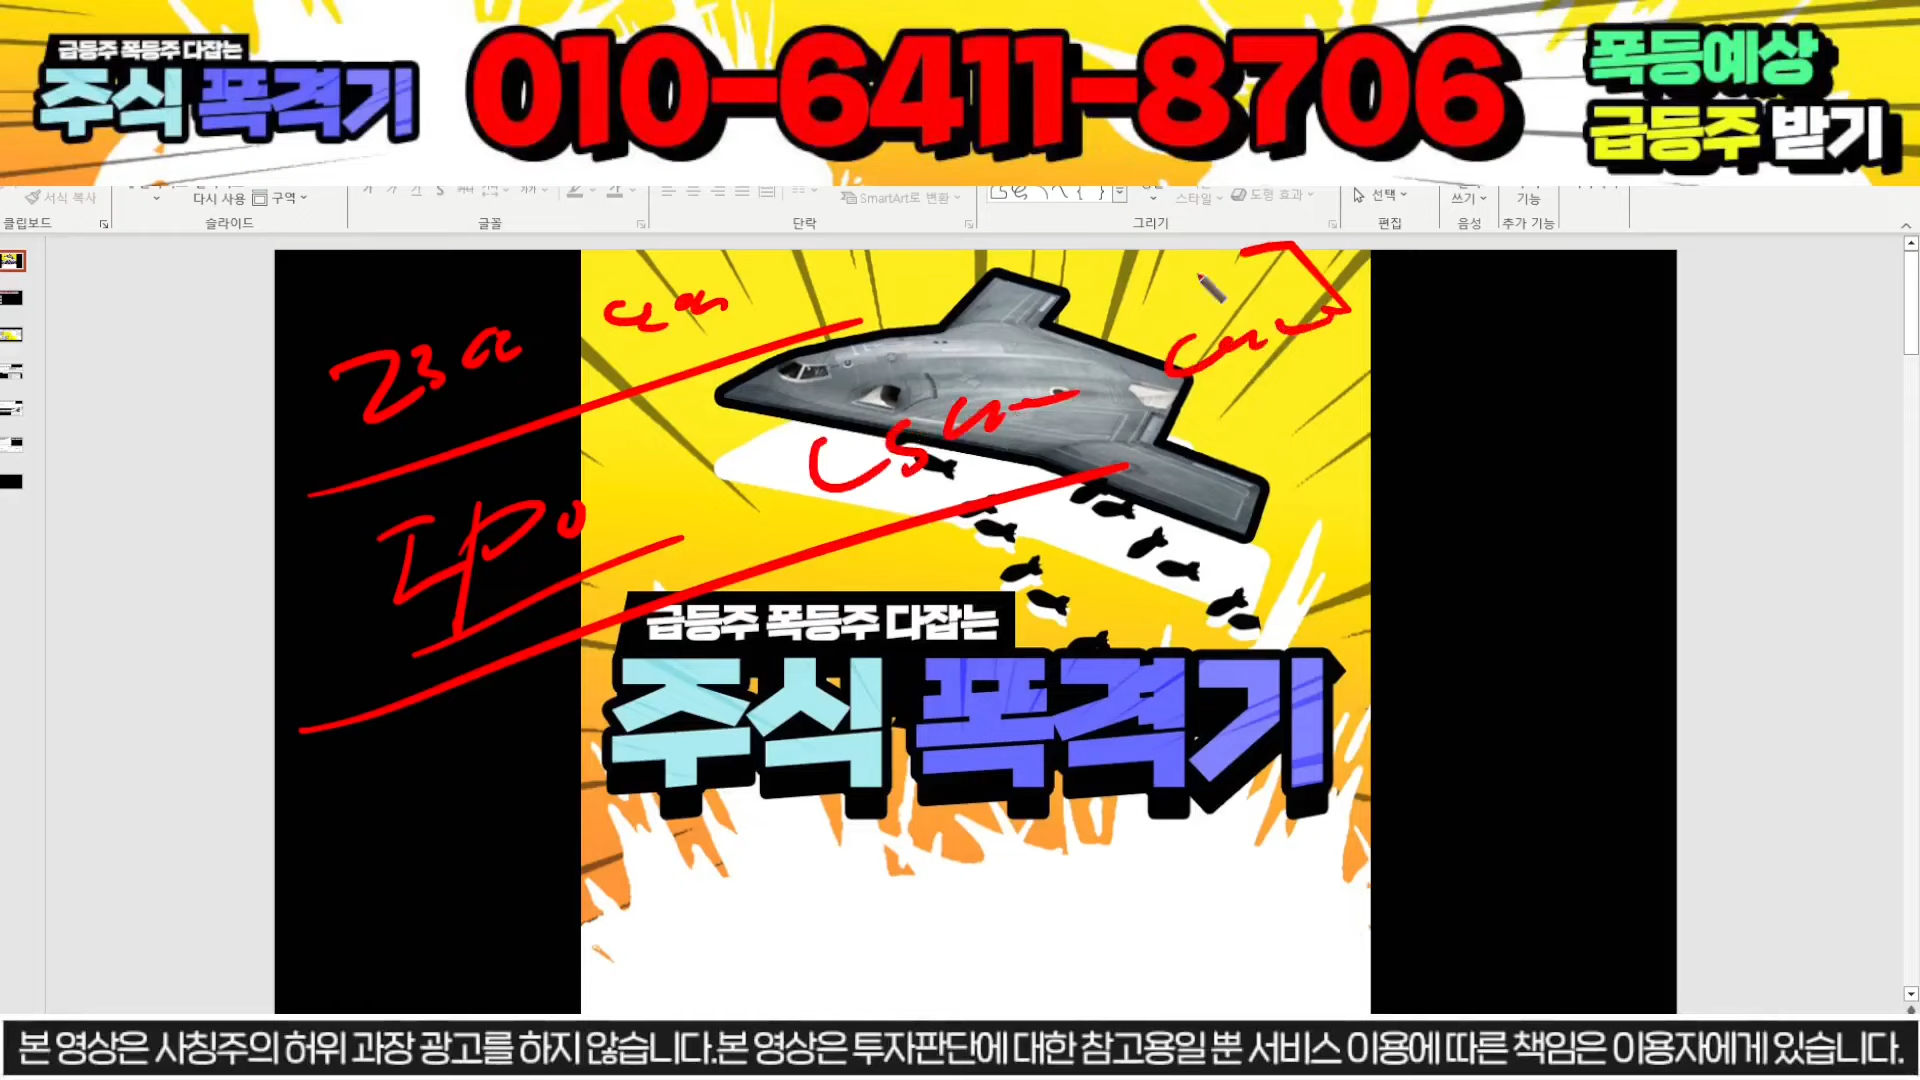 급등주 폭등주 다잡는
주식 폭격기
010-6411-8706
폭등예상
급등주 받기
서식 복사
다시 사용
구역
SmartArt로 변환
스타일
도형 효과
선택
쓰기
기능
클립보드
슬라이드
글꼴
단락
그리기
편집
음성
추가 기능
IPO
급등주 폭등주 다잡는
주식 폭격기
본 영상은 사칭주의 허위 과장 광고를 하지 않습니다.본 영상은 투자판단에 대한 참고용일 뿐 서비스 이용에 따른 책임은 이용자에게 있습니다.